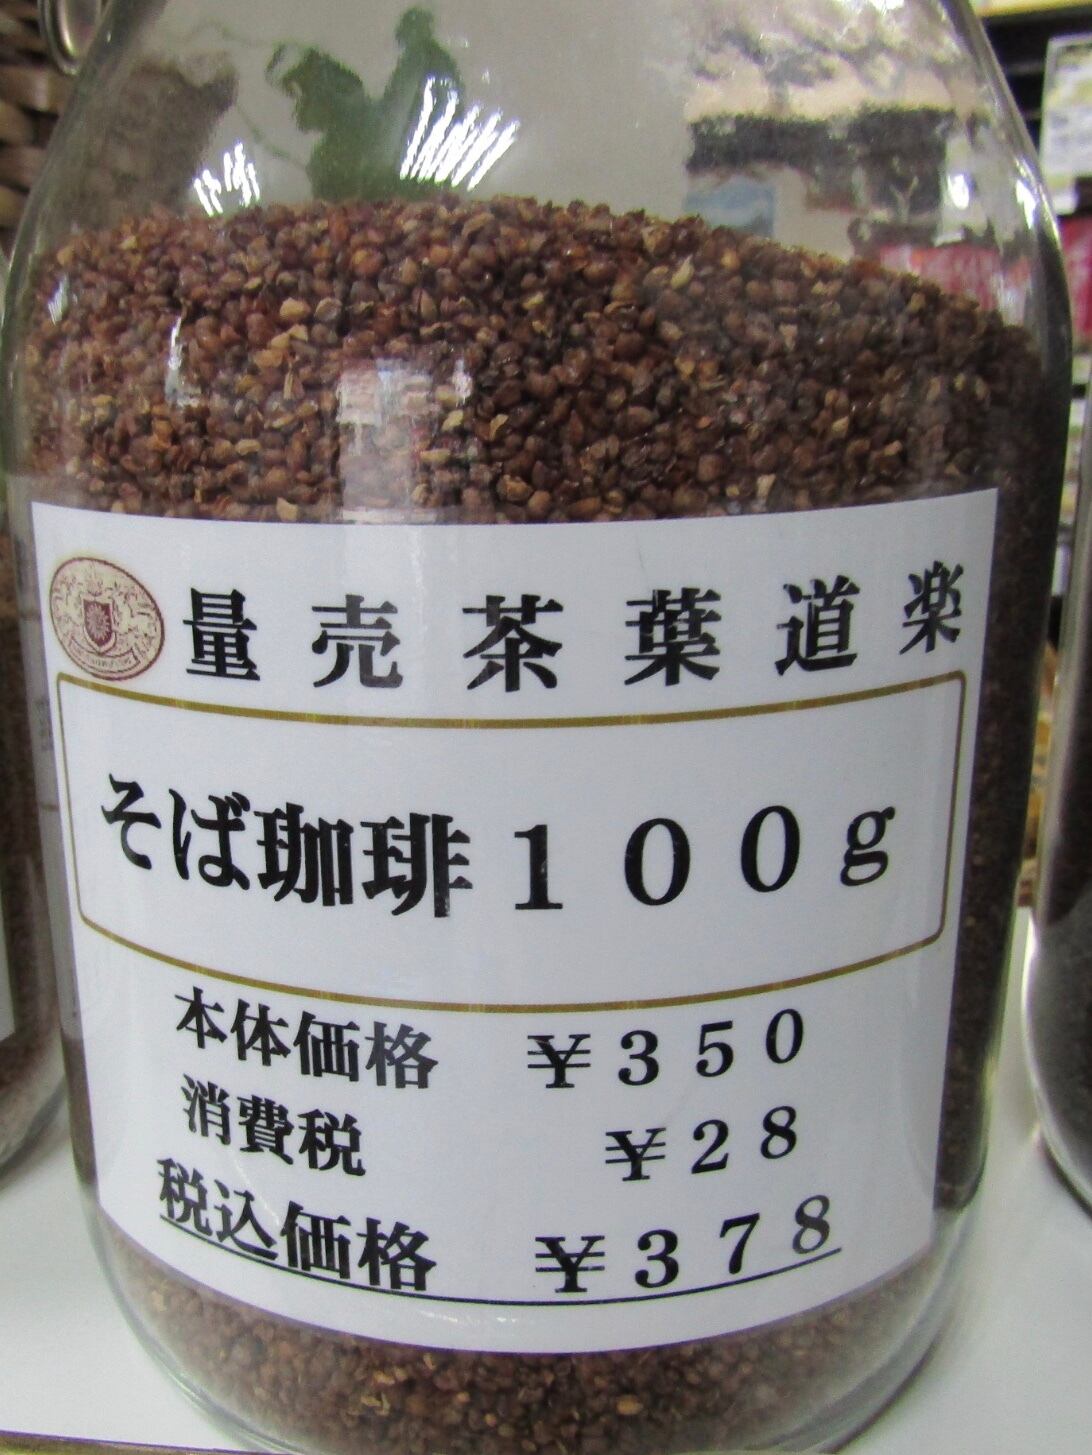 量売茶葉道楽
そば珈琲１００ｇ
本体価格 ￥３５０
消費税 ￥２８
税込価格 ￥３７８